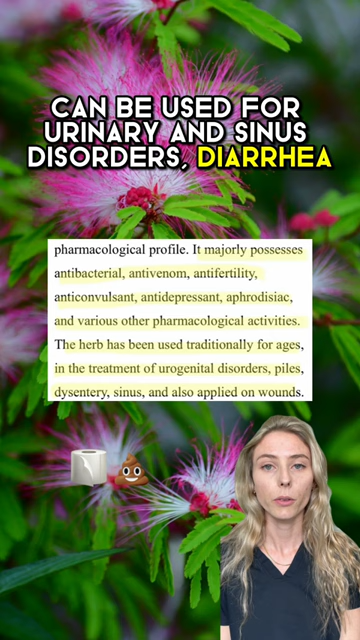 CAN BE USED FOR
URINARY AND SINUS
DISORDERS, DIARRHEA
pharmacological profile. It majorly possesses
antibacterial, antivenom, antifertility,
anticonvulsant, antidepressant, aphrodisiac,
and various other pharmacological activities.
The herb has been used traditionally for ages,
in the treatment of urogenital disorders, piles,
dysentery, sinus, and also applied on wounds.